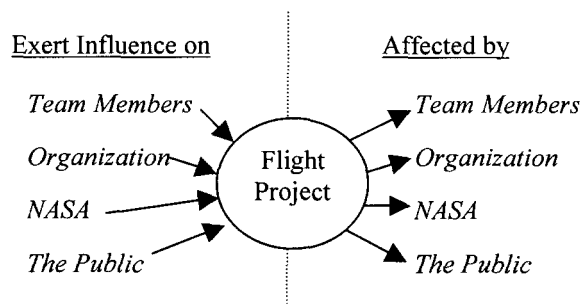 Exert Influence on
Affected by
Team Members
Organization
NASA
The Public
Flight
Project
Team Members
Organization
NASA
The Public